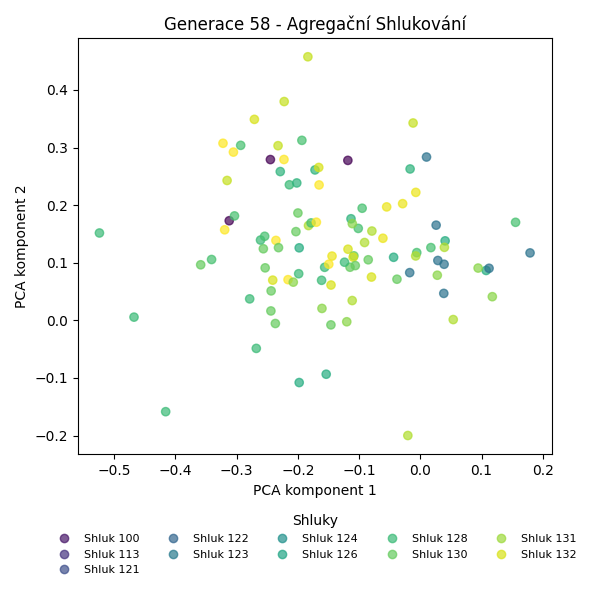 Generace 58 - Agregační Shlukování
PCA komponent 2
0.4
0.3
0.2
0.1
0.0
−0.1
−0.2
−0.5 −0.4 −0.3 −0.2 −0.1 0.0 0.1 0.2
PCA komponent 1
Shluky
Shluk 100 Shluk 122 Shluk 124 Shluk 128 Shluk 131
Shluk 113 Shluk 123 Shluk 126 Shluk 130 Shluk 132
Shluk 121